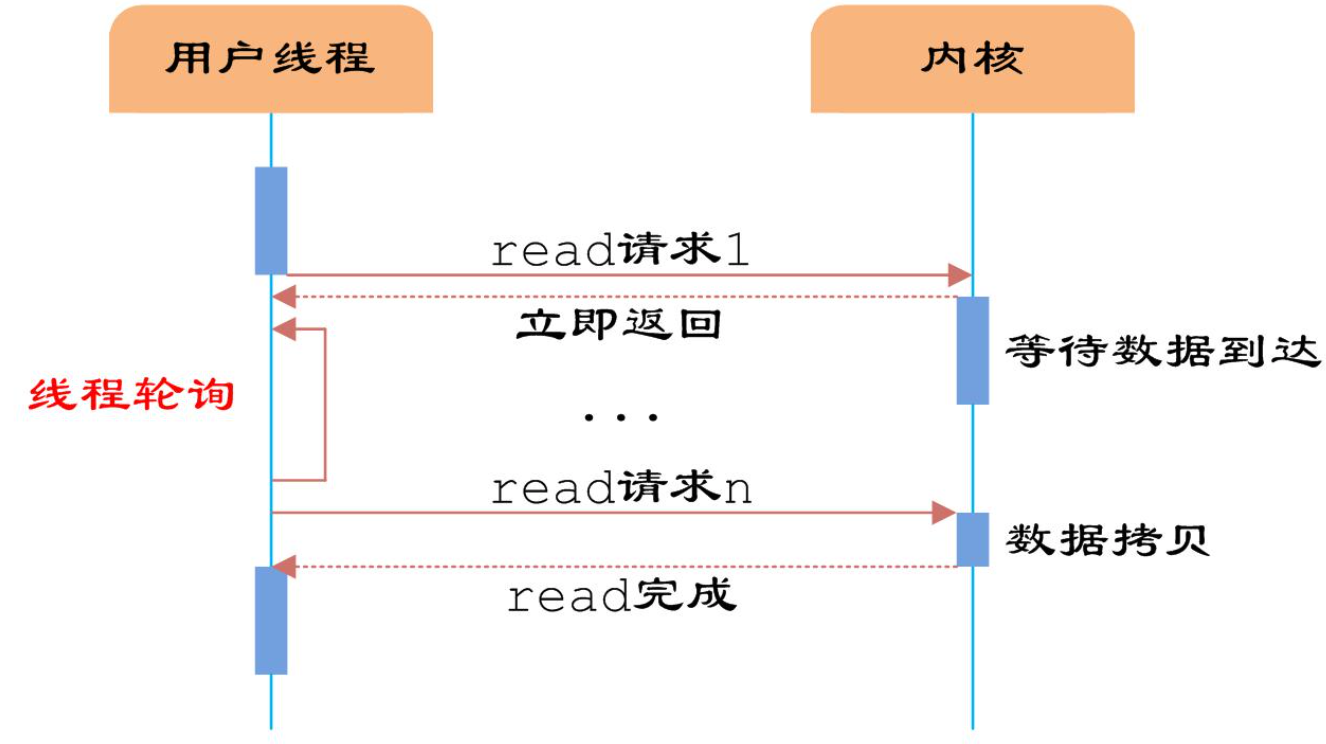 用户线程
内核
read请求1
立即返回
等待数据到达
线程轮询
...
read请求n
数据拷贝
read完成